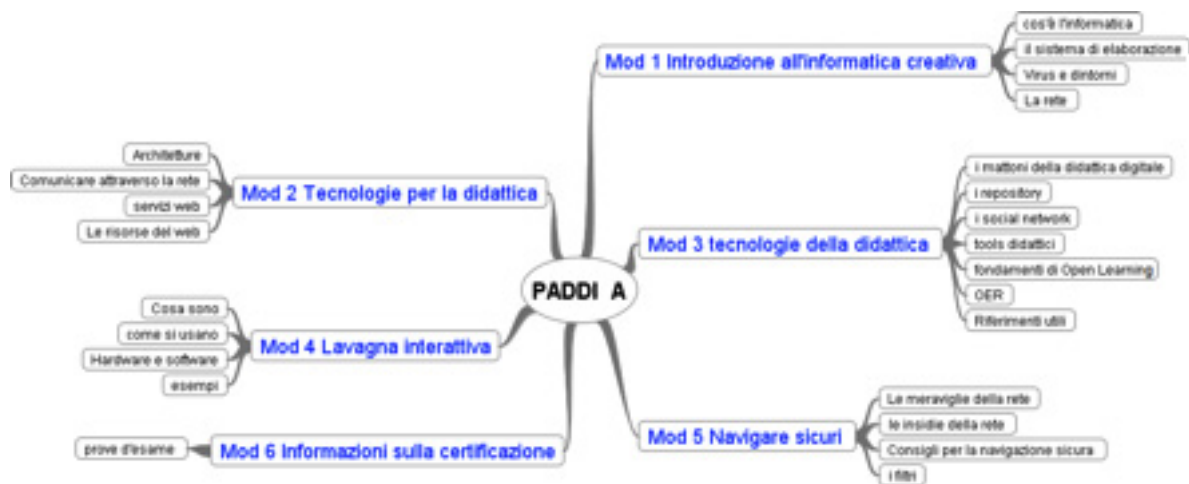 PADDI A
Mod 1 Introduzione all'informatica creativa
cos'è l'informatica
il sistema di elaborazione
Virus e dintorni
La rete
Mod 2 Tecnologie per la didattica
Architetture
Comunicare attraverso la rete
servizi web
Le risorse del web
Mod 3 tecnologie della didattica
i mattoni della didattica digitale
i repository
i social network
tools didattici
fondamenti di Open Learning
OER
Riferimenti utili
Mod 4 Lavagna interattiva
Cosa sono
come si usano
Hardware e software
esempi
Mod 5 Navigare sicuri
Le meraviglie della rete
le insidie della rete
Consigli per la navigazione sicura
i filtri
Mod 6 Informazioni sulla certificazione
prove d'esame